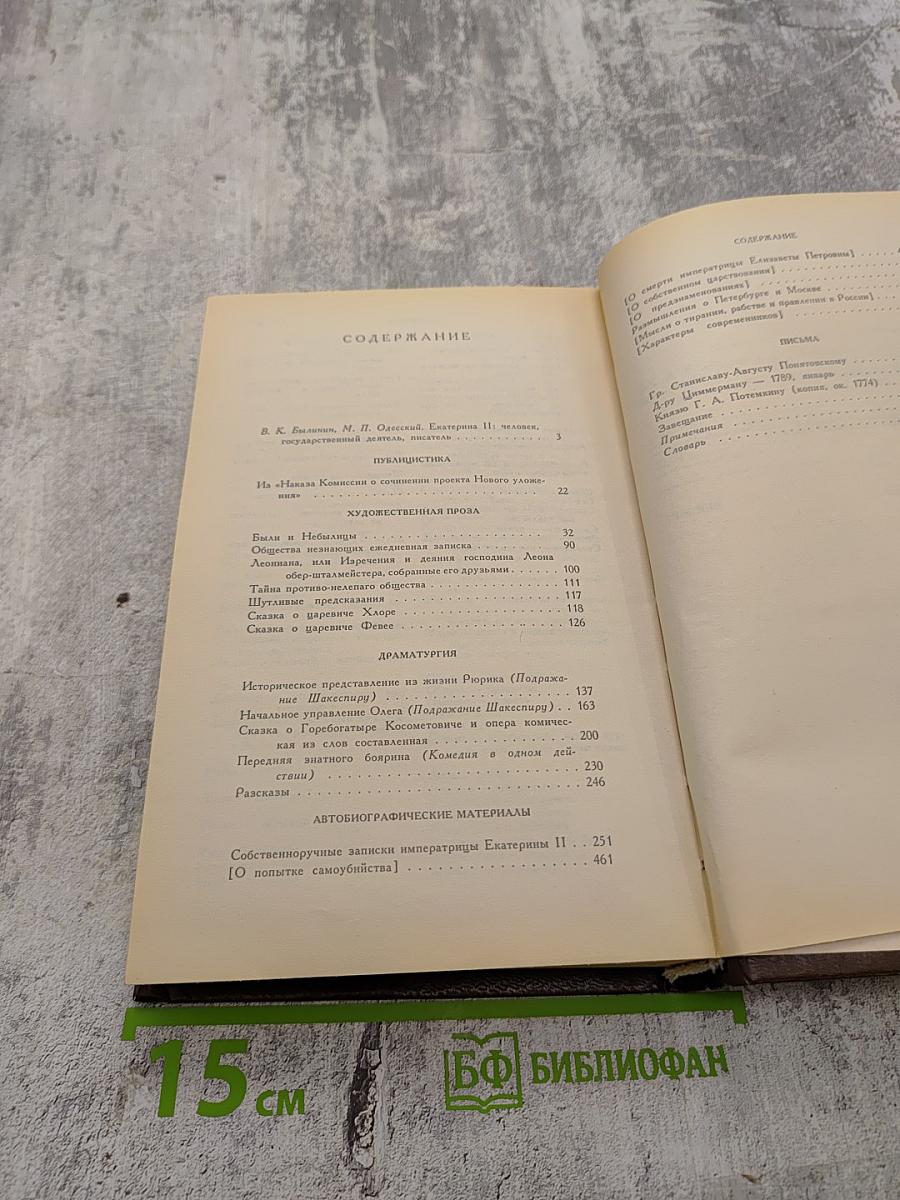 СОДЕРЖАНИЕ
В. К. Былинин, М. П. Одесский. Екатерина II: человек,
государственный деятель, писатель . . . . . . . . . . . 3
ПУБЛИЦИСТИКА
Из «Наказа Комиссии о сочинении проекта Нового уложе-
ния» . . . . . . . . . . . . . . . . . . . . . . . . . . 22
ХУДОЖЕСТВЕННАЯ ПРОЗА
Были и Небылицы . . . . . . . . . . . . . . . . . . . . 32
Общества незнающих ежедневная записка . . . . . . . . 90
Леониана, или Изречения и деяния господина Леона
обер-шталмейстера, собранные его друзьями . . . . . . 100
Тайна противо-нелепаго общества . . . . . . . . . . . . 111
Шутливые предсказания . . . . . . . . . . . . . . . . . 117
Сказка о царевиче Хлоре . . . . . . . . . . . . . . . . 118
Сказка о царевиче Февее . . . . . . . . . . . . . . . . 126
ДРАМАТУРГИЯ
Историческое представление из жизни Рюрика (Подража-
ние Шакеспиру) . . . . . . . . . . . . . . . . . . . . 137
Начальное управление Олега (Подражание Шакеспиру) . . 163
Сказка о Горебогатыре Косометовиче и опера комичес-
кая из слов составленная . . . . . . . . . . . . . . . 200
Передняя знатного боярина (Комедия в одном дей-
ствии) . . . . . . . . . . . . . . . . . . . . . . . . 230
Разсказы . . . . . . . . . . . . . . . . . . . . . . . . 246
АВТОБИОГРАФИЧЕСКИЕ МАТЕРИАЛЫ
Собственноручные записки императрицы Екатерины II . . 251
[О попытке самоубийства] . . . . . . . . . . . . . . . . 461
СОДЕРЖАНИЕ
[О смерти императрицы Елизаветы Петровны] . . . .
[О собственном царствовании] . . . . . . . .
[О предзнаменованиях] . . . . . . . . . .
Размышления о Петербурге и Москве . . . . . .
[Мысли о тирании, рабстве и правлении в России] . . .
[Характеры современников] . . . . . . . . .
ПИСЬМА
Гр. Станиславу-Августу Понятовскому . . . . .
Д-ру Циммерману — 1789, январь . . . . . .
Князю Г. А. Потемкину (копия, ок. 1774) . . .
Завещание . . . . . . . . . . . . .
Примечания . . . . . . . . . . . . .
Словарь . . . . . . . . . . . . . .
15 см
БФ БИБЛИОФАН